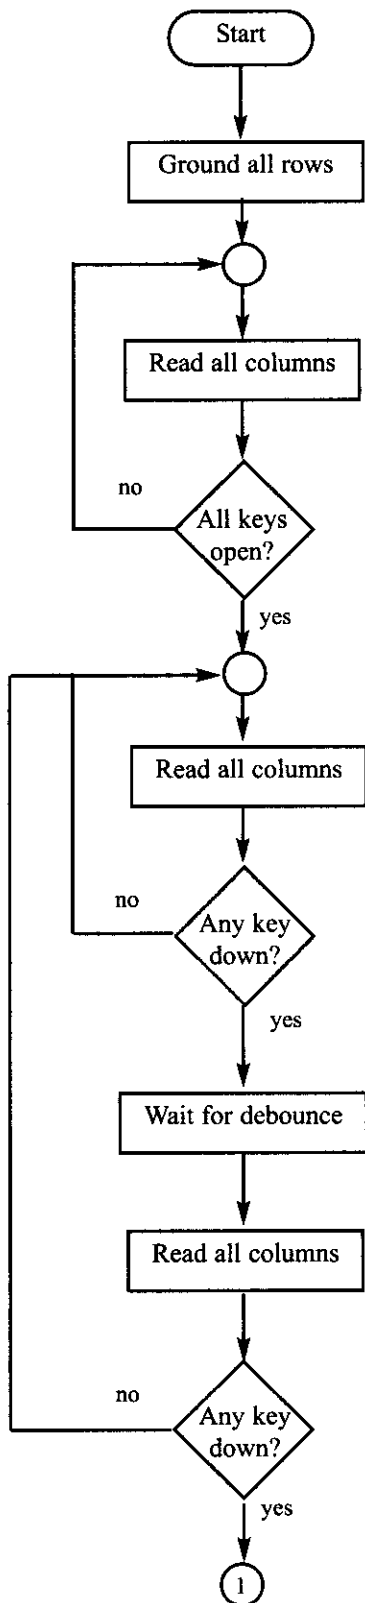 Start
Ground all rows
Read all columns
no
All keys
open?
yes
Read all columns
no
Any key
down?
yes
Wait for debounce
Read all columns
no
Any key
down?
yes
1